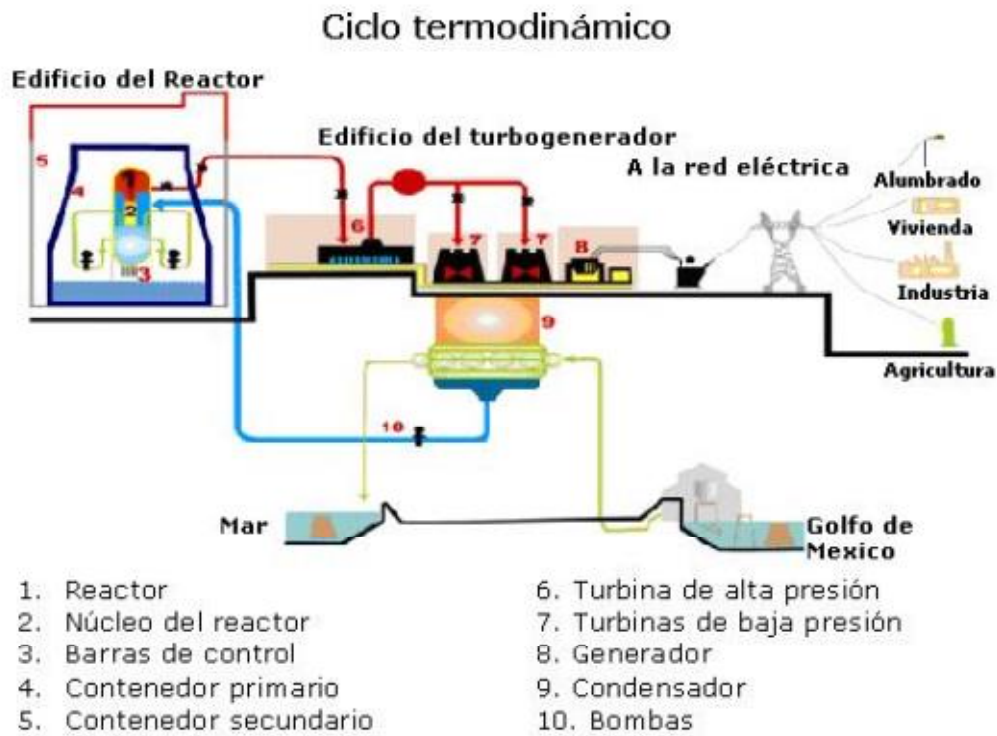 Ciclo termodinámico
Edificio del Reactor
Edificio del turbogenerador
A la red eléctrica
Alumbrado
Vivienda
Industria
Agricultura
5
4
1
2
3
6
7
7
8
9
10
Mar
Golfo de
Mexico
1. Reactor
2. Núcleo del reactor
3. Barras de control
4. Contenedor primario
5. Contenedor secundario
6. Turbina de alta presión
7. Turbinas de baja presión
8. Generador
9. Condensador
10. Bombas